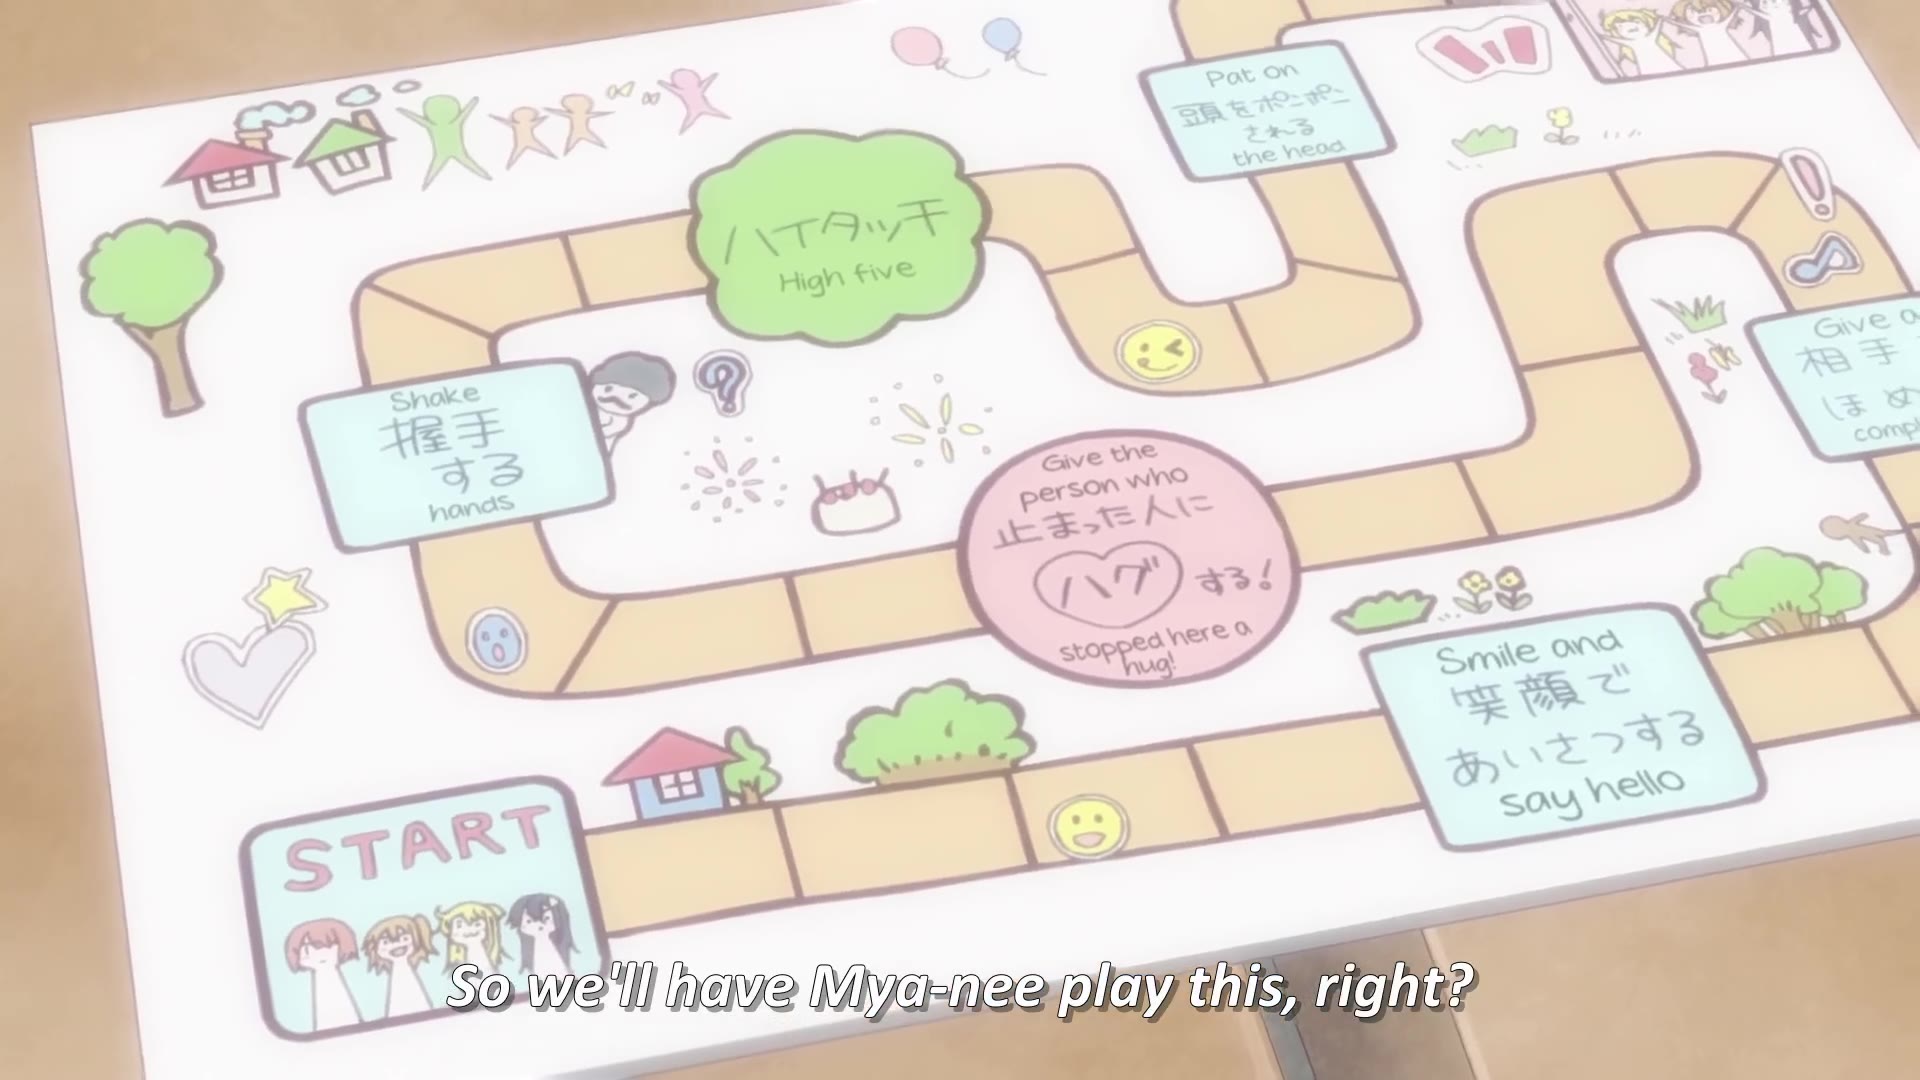 Pat on
頭をポンポン
される
the head
ハイタッチ
High five
Shake
握手
する
hands
Give a
相手
ほめ
Give the
person who
止まった人に
ハグ する!
stopped here a
hug!
Smile and
笑顔で
あいさつする
say hello
START
So we'll have Mya-nee play this, right?